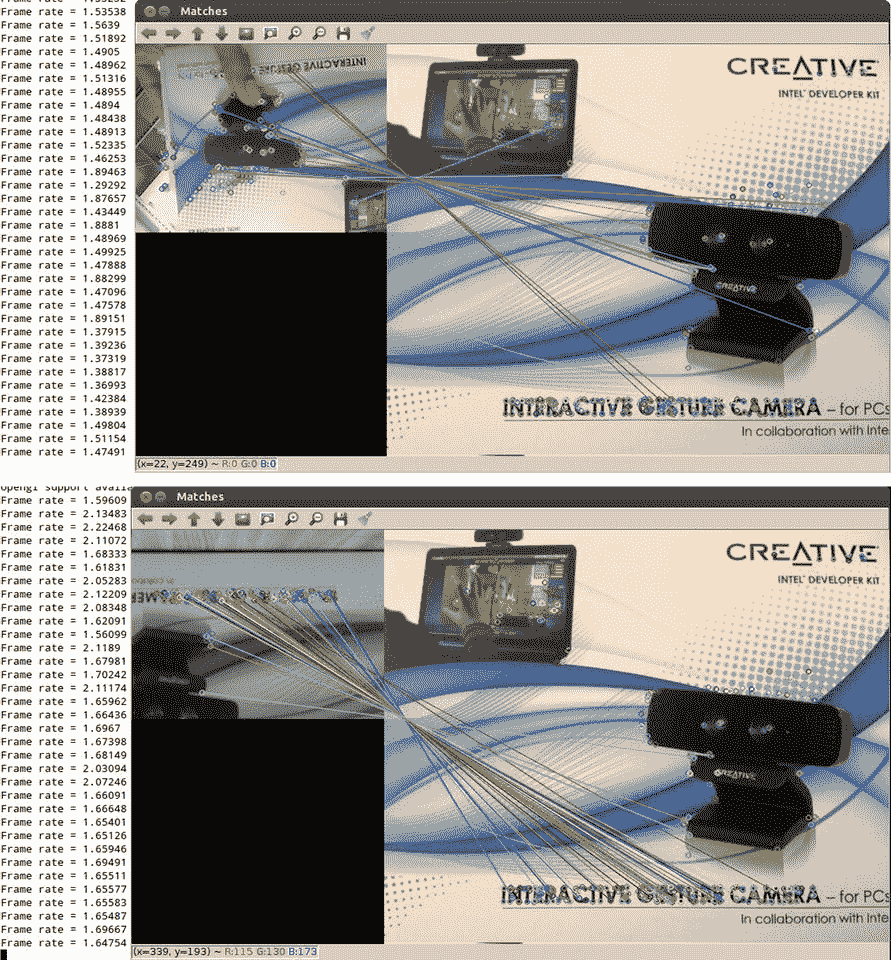 Frame rate = 1.53538
Frame rate = 1.5639
Frame rate = 1.51892
Frame rate = 1.4905
Frame rate = 1.48962
Frame rate = 1.51316
Frame rate = 1.48955
Frame rate = 1.4894
Frame rate = 1.48438
Frame rate = 1.48913
Frame rate = 1.52335
Frame rate = 1.46253
Frame rate = 1.89463
Frame rate = 1.29292
Frame rate = 1.87657
Frame rate = 1.43449
Frame rate = 1.8881
Frame rate = 1.48969
Frame rate = 1.49925
Frame rate = 1.47888
Frame rate = 1.88299
Frame rate = 1.47096
Frame rate = 1.47578
Frame rate = 1.89151
Frame rate = 1.37915
Frame rate = 1.39236
Frame rate = 1.37319
Frame rate = 1.38817
Frame rate = 1.36993
Frame rate = 1.42384
Frame rate = 1.38939
Frame rate = 1.49804
Frame rate = 1.51154
Frame rate = 1.47491
Matches
INTERACTIVE GESTURE CAMERA
CREATIVE
INTEL' DEVELOPER KIT
CREATIVE
INTERACTIVE GESTURE CAMERA – for PCs
In collaboration with Inte
(x=22, y=249) ~ R:0 G:0 B:0
opengl support availa
Frame rate = 1.59609
Frame rate = 2.13483
Frame rate = 2.22468
Frame rate = 2.11072
Frame rate = 1.68333
Frame rate = 1.61831
Frame rate = 2.05283
Frame rate = 2.12209
Frame rate = 2.08348
Frame rate = 1.62091
Frame rate = 1.56099
Frame rate = 2.1189
Frame rate = 1.67981
Frame rate = 1.70242
Frame rate = 2.11174
Frame rate = 1.65962
Frame rate = 1.66436
Frame rate = 1.6967
Frame rate = 1.67398
Frame rate = 1.68149
Frame rate = 2.03094
Frame rate = 2.07246
Frame rate = 1.66091
Frame rate = 1.66648
Frame rate = 1.65401
Frame rate = 1.65126
Frame rate = 1.65946
Frame rate = 1.69491
Frame rate = 1.65511
Frame rate = 1.65577
Frame rate = 1.65583
Frame rate = 1.65487
Frame rate = 1.69667
Frame rate = 1.64754
Matches
CREATIVE
INTEL' DEVELOPER KIT
CREATIVE
INTERACTIVE GESTURE CAMERA – for PCs
In collaboration with Inte
(x=339, y=193) ~ R:115 G:130 B:173